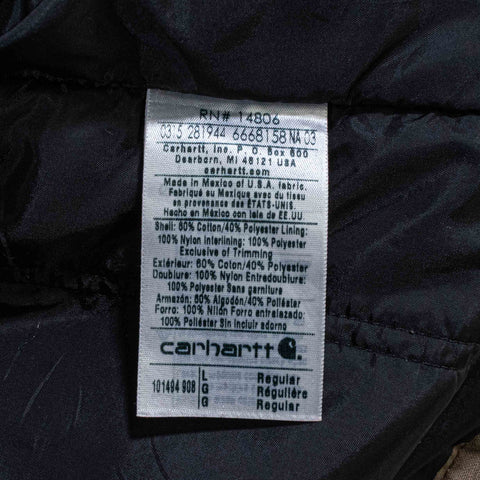 RN# 14806
0315 281944 6668158 NA 03
Carhartt, Inc. P. O. Box 600
Dearborn, MI 48121 USA
carhartt.com
Made in Mexico of U.S.A. fabric.
Fabriqué au Mexique avec du tissu
en provenance des ÉTATS-UNIS
Hecho en México con tela de EE.UU.
Shell: 60% Cotton/40% Polyester Lining:
100% Nylon Interlining: 100% Polyester
Exclusive of Trimming
Extérieur: 60% Coton/40% Polyester
Doublure: 100% Nylon Entredoublure:
100% Polyester Sans garniture
Armazón: 60% Algodón/40% Poliéster
Forro: 100% Nilón Forro entrelazado:
100% Poliéster Sin incluir adorno
carhartt
101494 908 L Regular
G Régulière
G Regular